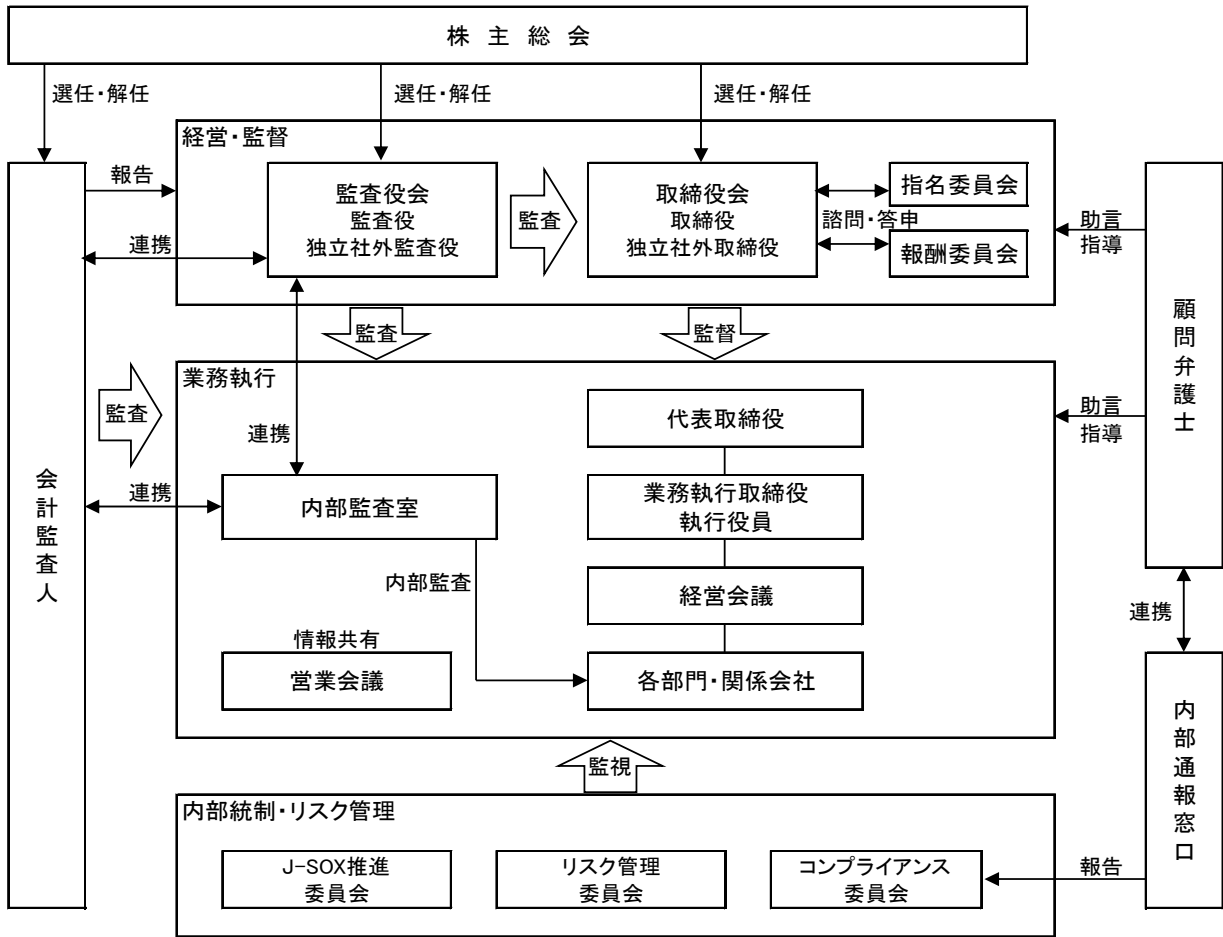 株主総会
選任・解任
選任・解任
選任・解任
経営・監督
報告
連携
監査役会
監査役
独立社外監査役
監査
取締役会
取締役
独立社外取締役
諮問・答申
指名委員会
報酬委員会
助言
指導
監査
監督
業務執行
監査
連携
連携
内部監査室
内部監査
情報共有
営業会議
代表取締役
業務執行取締役
執行役員
経営会議
各部門・関係会社
助言
指導
会計監査人
顧問弁護士
連携
内部通報窓口
監視
内部統制・リスク管理
J-SOX推進
委員会
リスク管理
委員会
コンプライアンス
委員会
報告